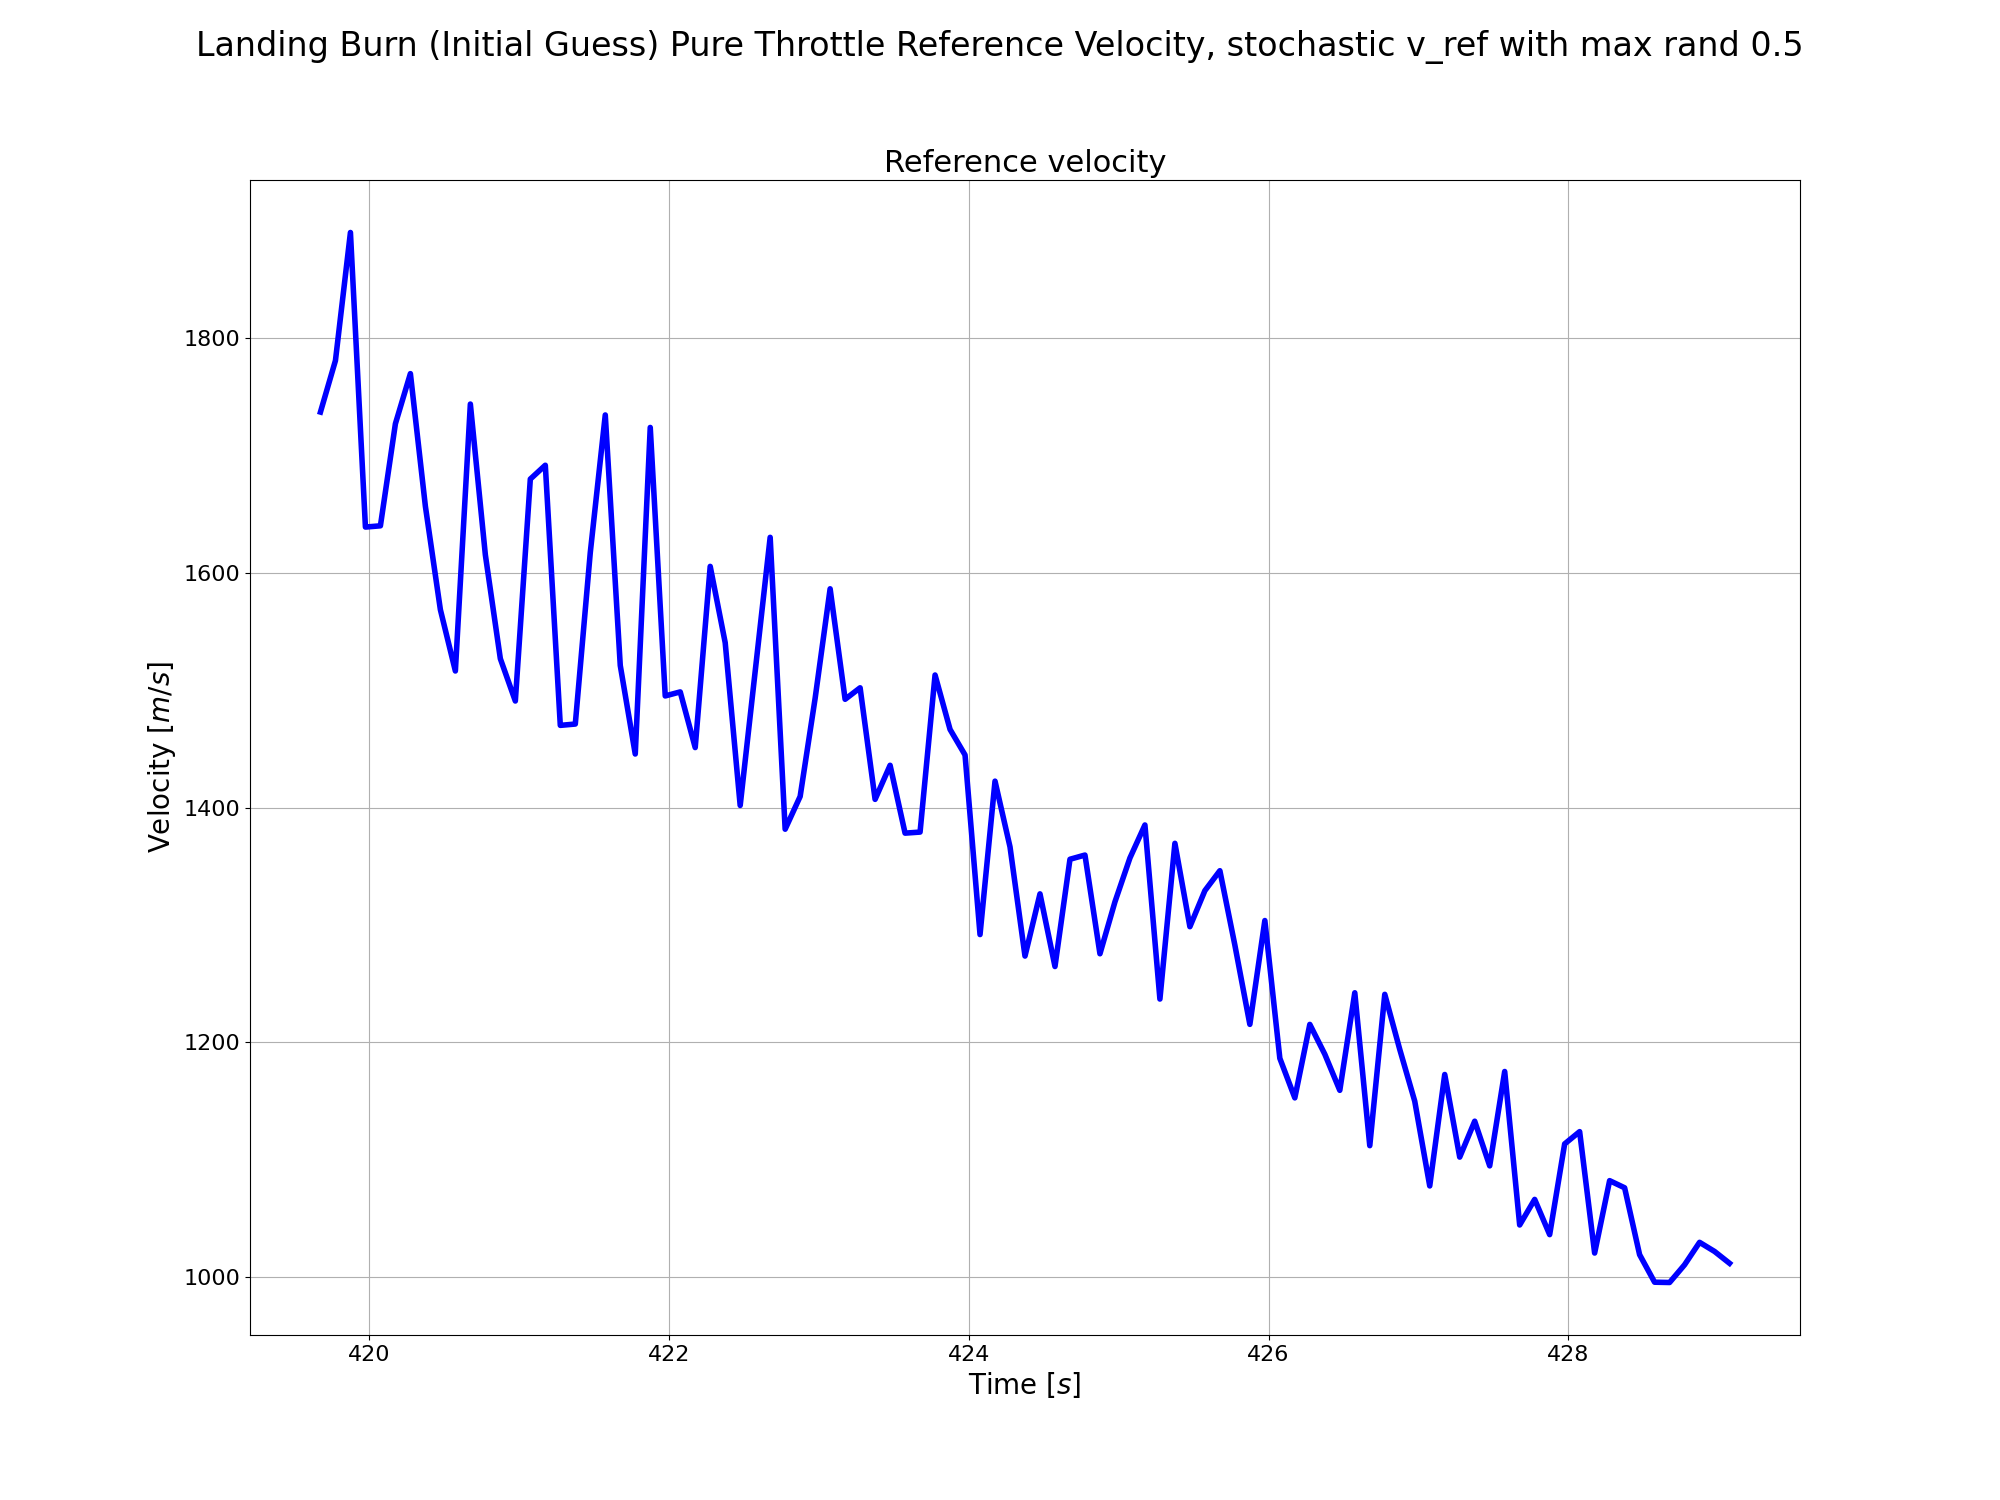 Landing Burn (Initial Guess) Pure Throttle Reference Velocity, stochastic v_ref with max rand 0.5
Reference velocity
Velocity [m/s]
1800
1600
1400
1200
1000
420 422 424 426 428
Time [s]